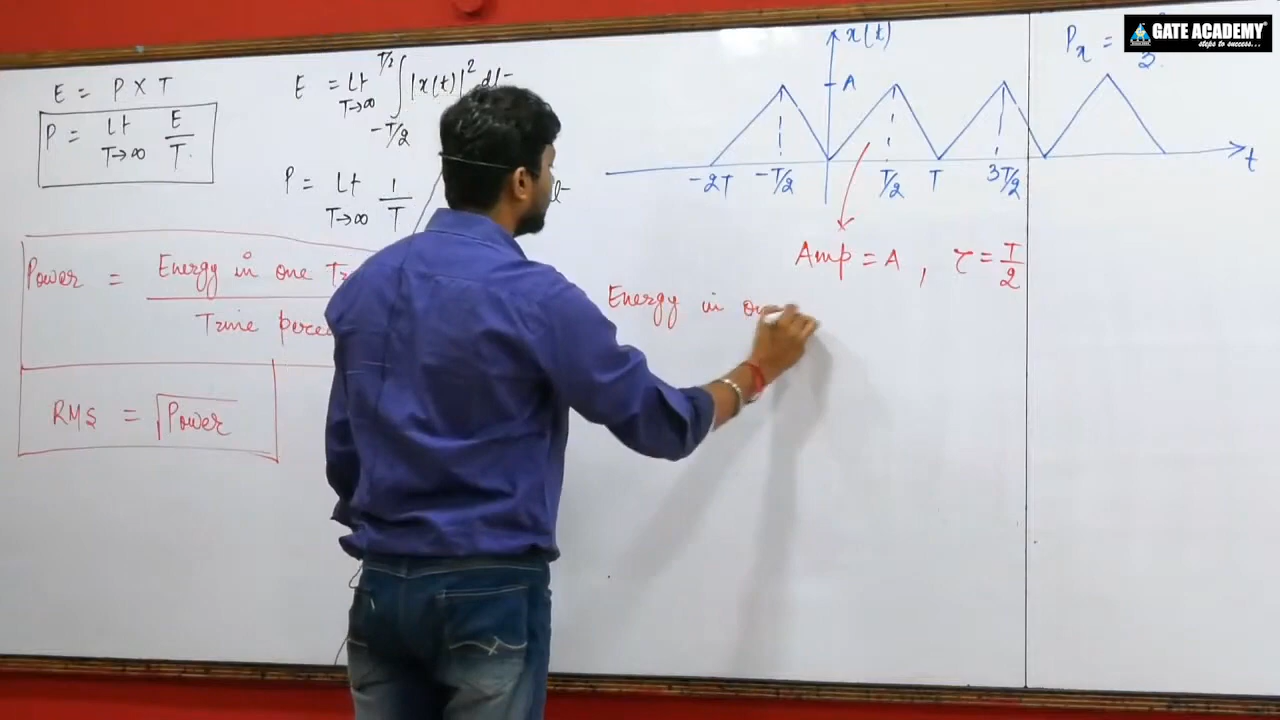 E = P X T
P = Lt T→∞ E/T.
E = Lt T→∞ ∫ T/2 -T/2 |x(t)|² dt
P = Lt T→∞ 1/T
Power = Energy in one
Time
RMS = √Power
x(t)
A
-2T -T/2 T/2 T 3T/2 t
Amp = A , τ = T/2
Energy in
Pₓ =
GATE ACADEMY
steps to success...